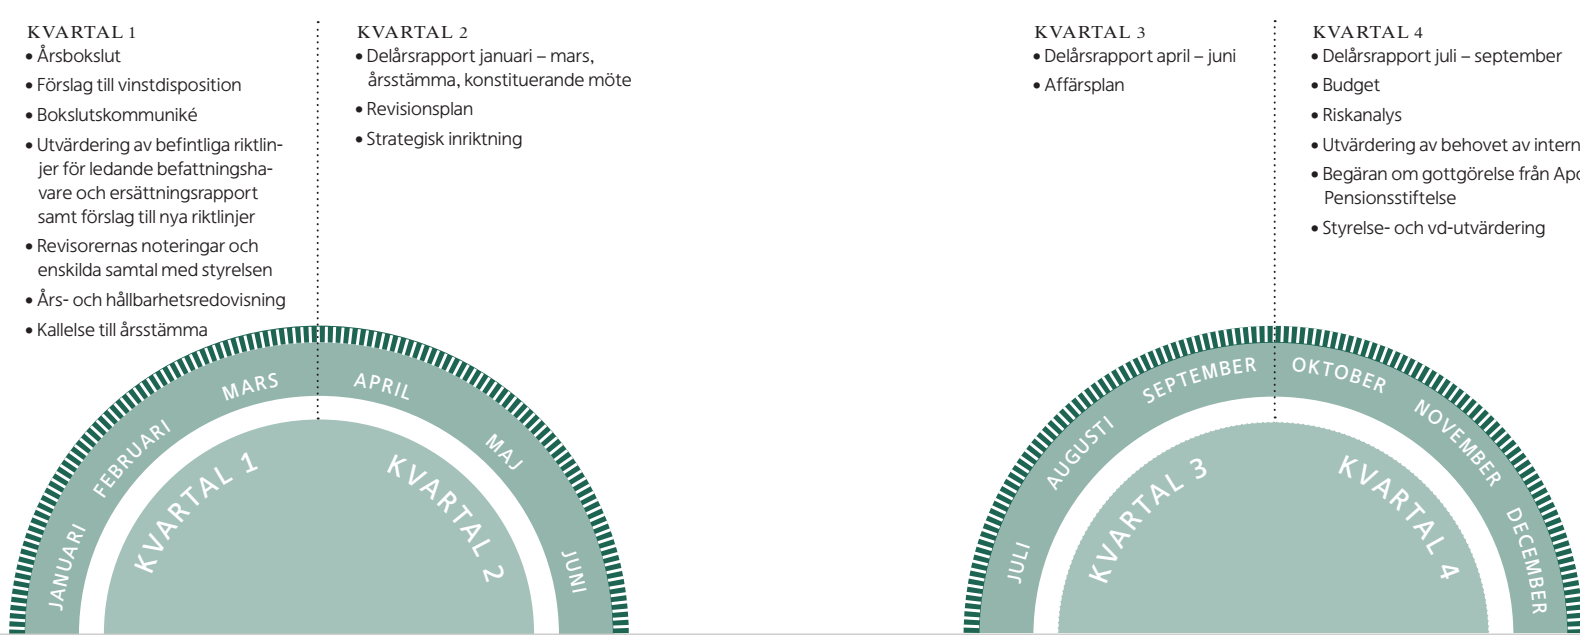 KVARTAL 1
• Årsbokslut
• Förslag till vinstdisposition
• Bokslutskommuniké
• Utvärdering av befintliga riktlin-
jer för ledande befattningsha-
vare och ersättningsrapport
samt förslag till nya riktlinjer
• Revisorernas noteringar och
enskilda samtal med styrelsen
• Års- och hållbarhetsredovisning
• Kallelse till årsstämma
KVARTAL 2
• Delårsrapport januari – mars,
årsstämma, konstituerande möte
• Revisionsplan
• Strategisk inriktning
KVARTAL 3
• Delårsrapport april – juni
• Affärsplan
KVARTAL 4
• Delårsrapport juli – september
• Budget
• Riskanalys
• Utvärdering av behovet av intern
• Begäran om gottgörelse från
Pensionsstiftelse
• Styrelse- och vd-utvärdering
JANUARI
FEBRUARI
MARS
APRIL
MAJ
JUNI
KVARTAL 1
KVARTAL 2
JULI
AUGUSTI
SEPTEMBER
OKTOBER
NOVEMBER
DECEMBER
KVARTAL 3
KVARTAL 4